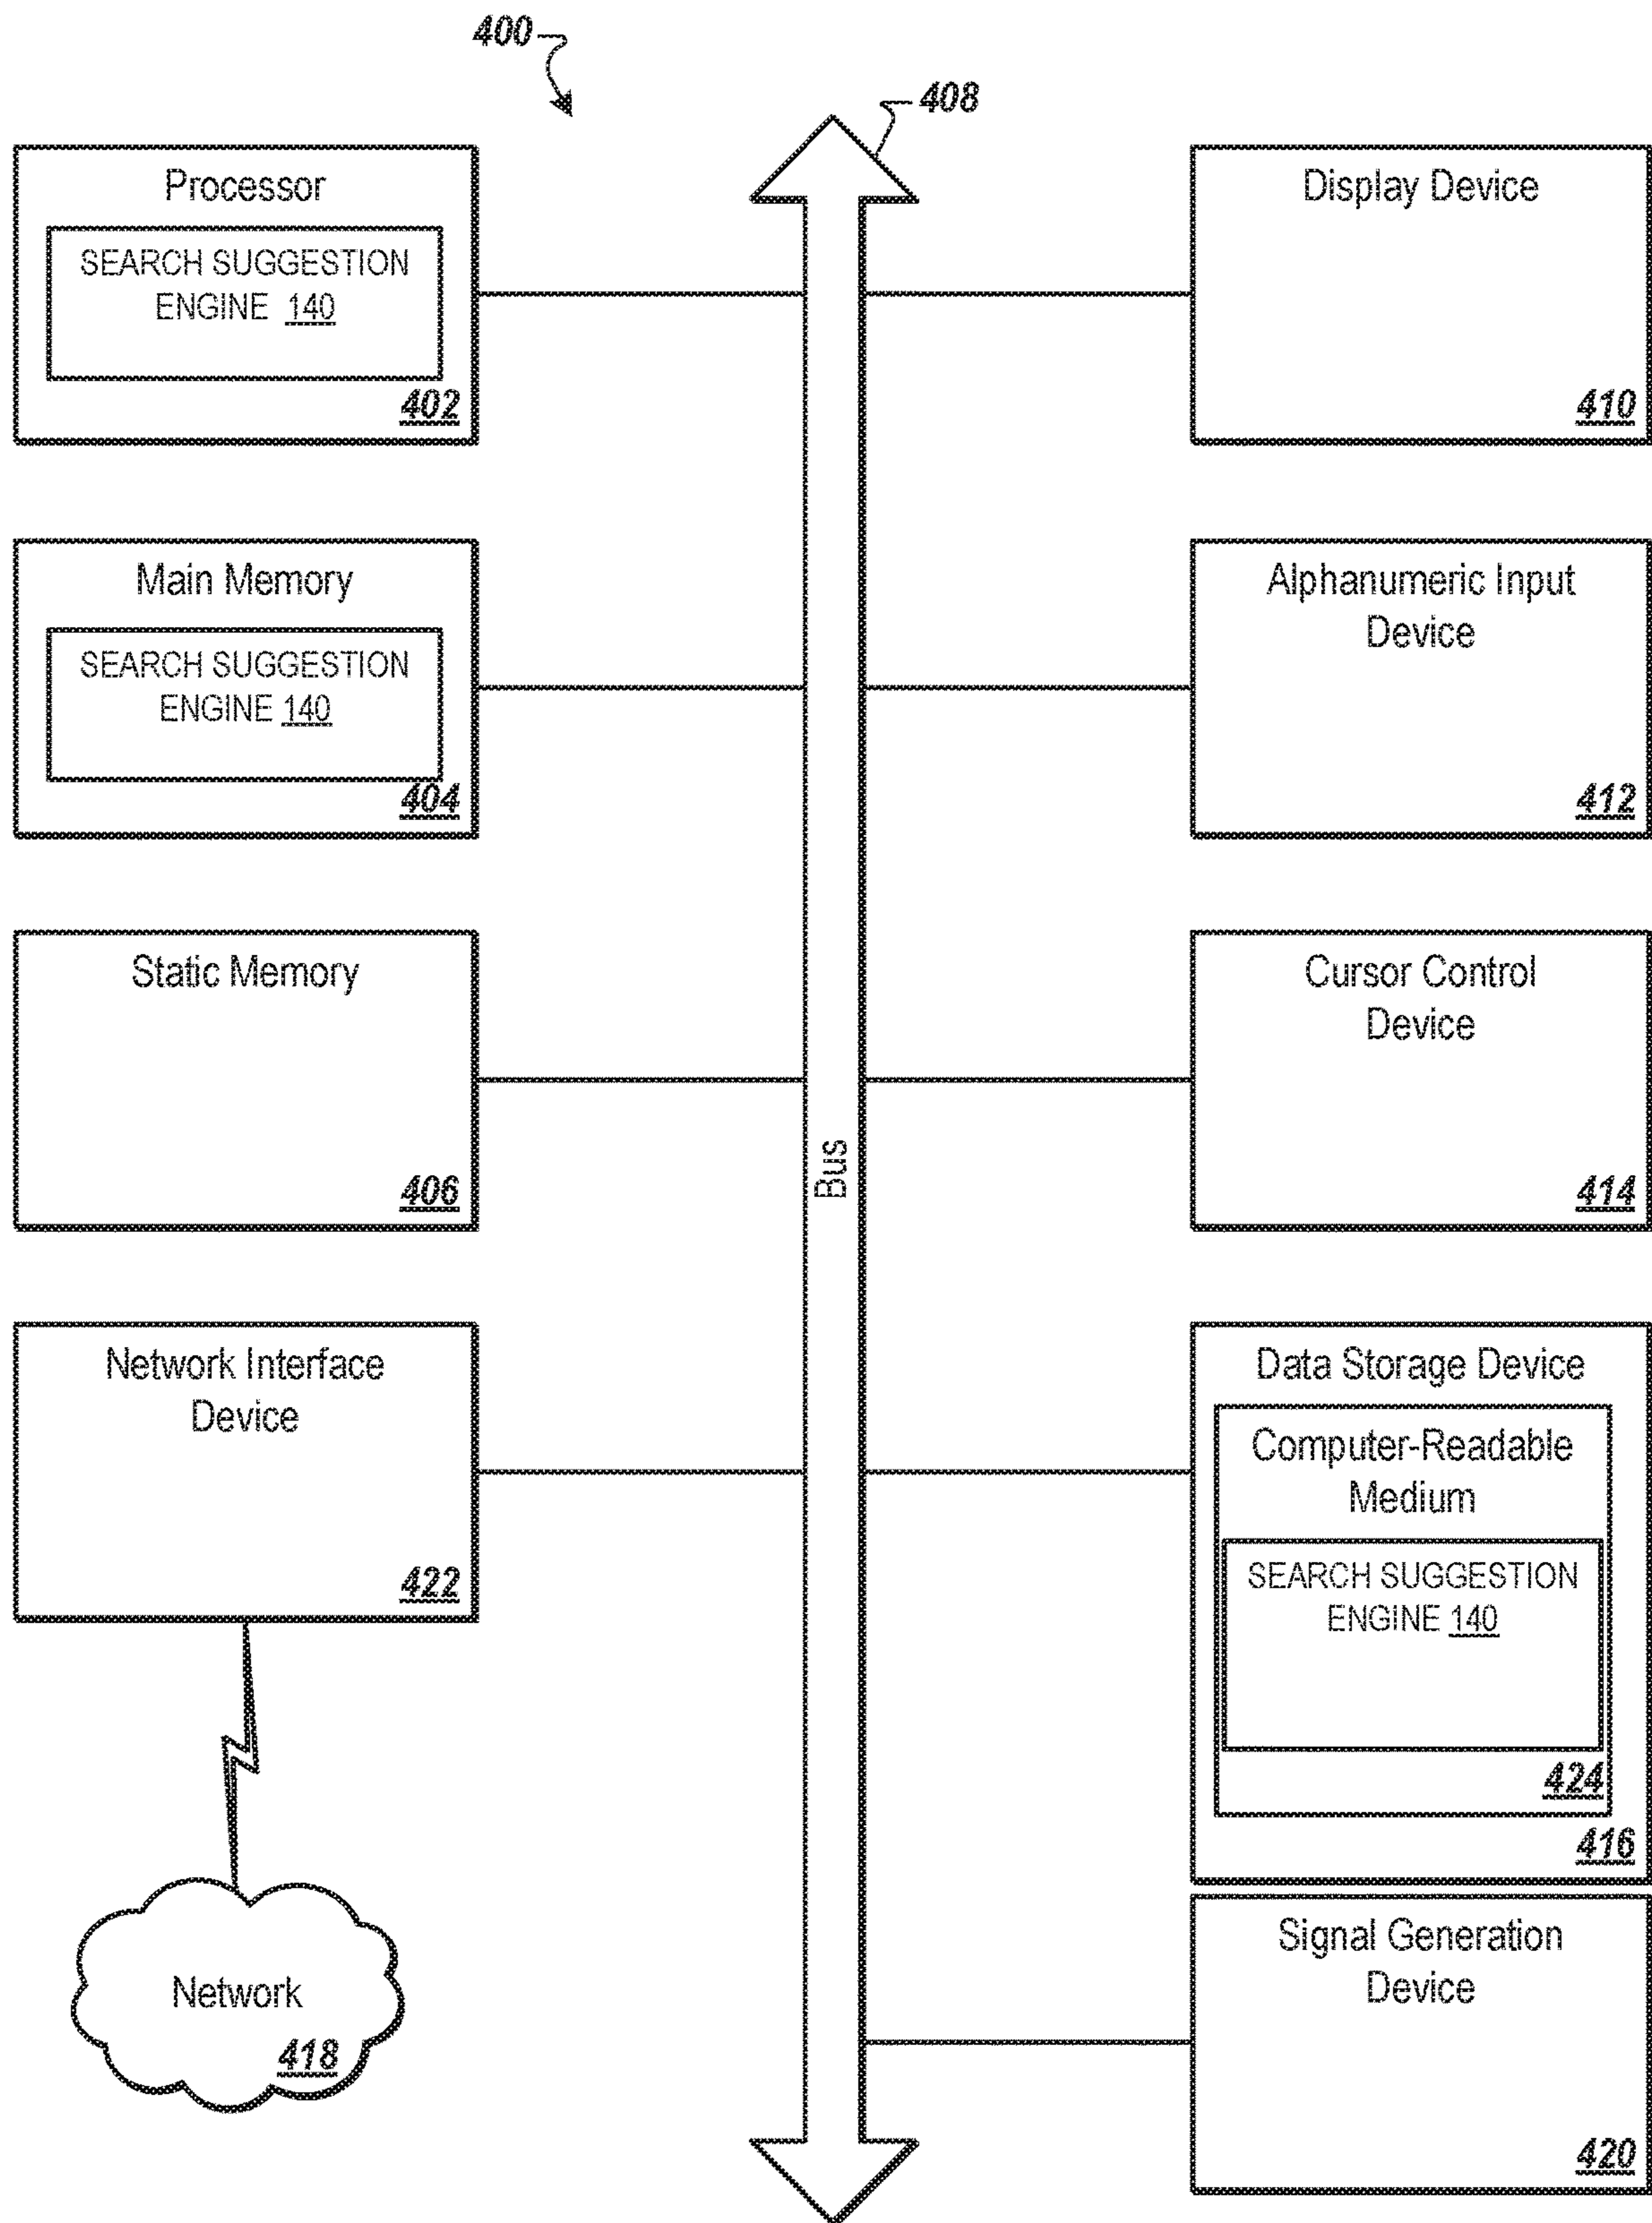 400
408
Processor
SEARCH SUGGESTION
ENGINE 140
402
Display Device
410
Main Memory
SEARCH SUGGESTION
ENGINE 140
404
Alphanumeric Input
Device
412
Static Memory
406
Cursor Control
Device
414
Bus
Network Interface
Device
422
Data Storage Device
Computer-Readable
Medium
SEARCH SUGGESTION
ENGINE 140
424
416
Network
418
Signal Generation
Device
420